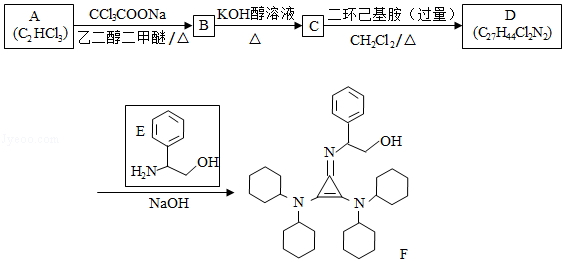 A
(C₂HCl₃)
CCl₃COONa
乙二醇二甲醚/△
B
KOH醇溶液
△
C
二环己基胺(过量)
CH₂Cl₂/△
D
(C₂₇H₄₄Cl₂N₂)
E
H₂N
OH
NaOH
OH
N
N
N
F